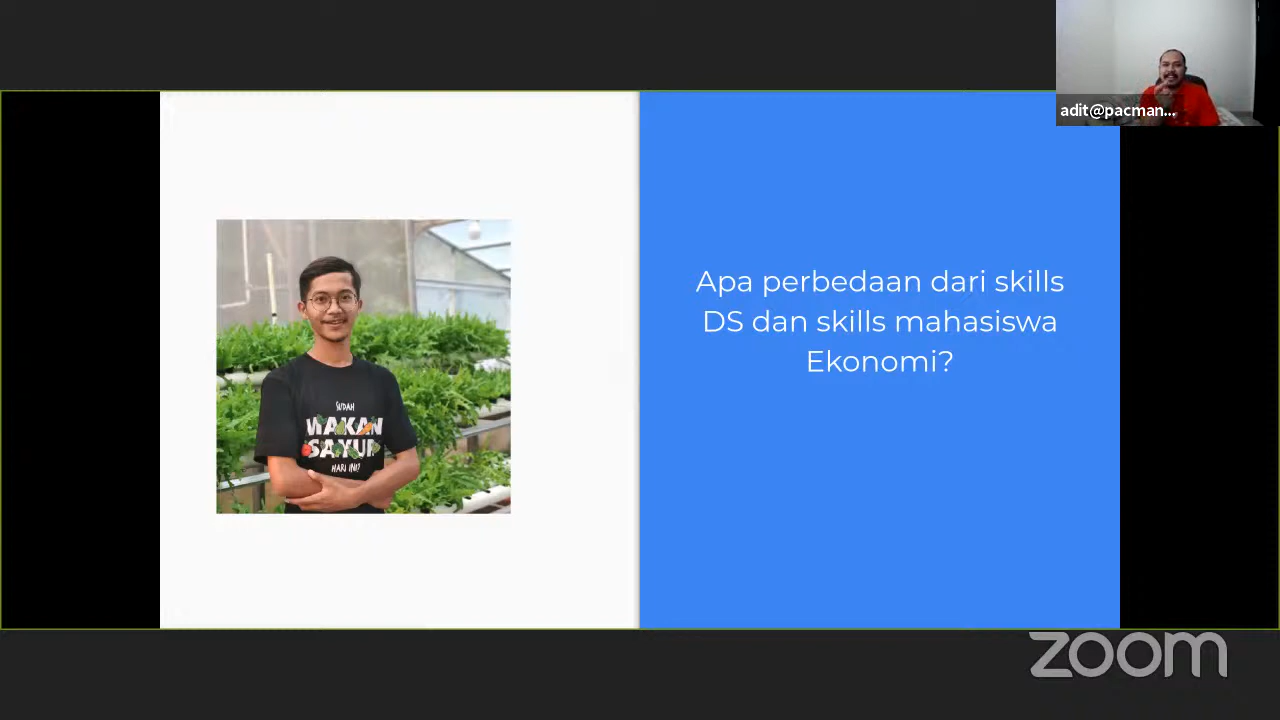 adit@pacman...
Apa perbedaan dari skills
DS dan skills mahasiswa
Ekonomi?
SUDAH
MAKAN
SAYUR
HARI INI?
zoom